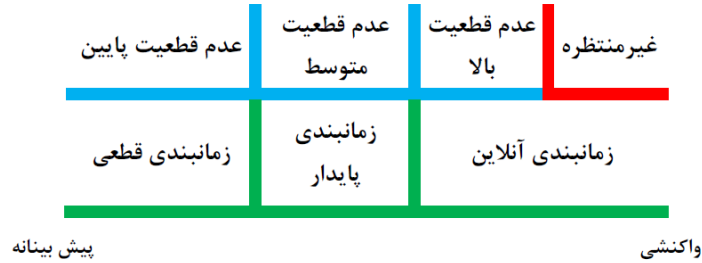 غیرمنتظره
عدم قطعیت
بالا
عدم قطعیت
متوسط
عدم قطعیت پایین
زمانبندی آنلاین
زمانبندی
پایدار
زمانبندی قطعی
واکنشی
پیش بینانه